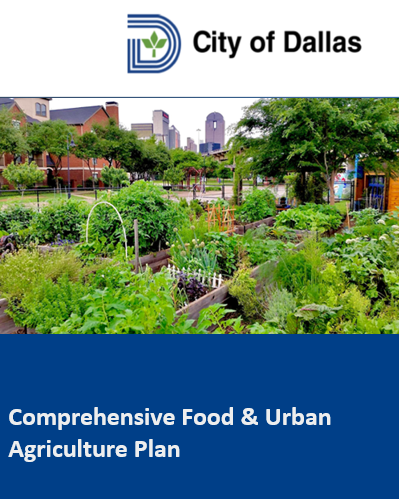 City of Dallas
Comprehensive Food & Urban
Agriculture Plan